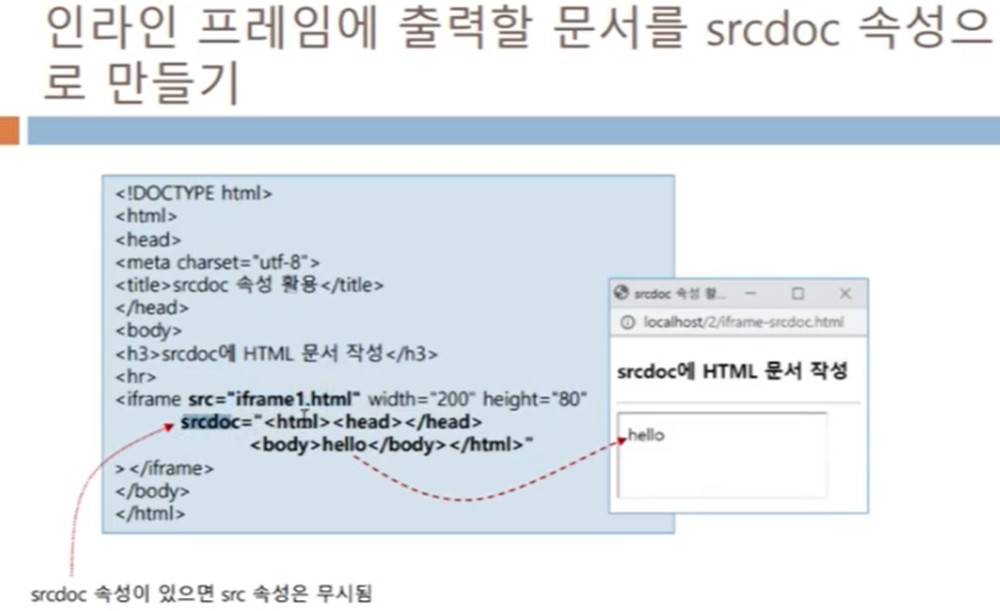 인라인 프레임에 출력할 문서를 srcdoc 속성으
로 만들기
<!DOCTYPE html>
<html>
<head>
<meta charset="utf-8">
<title>srcdoc 속성 활용</title>
</head>
<body>
<h3>srcdoc에 HTML 문서 작성</h3>
<hr>
<iframe src="iframe1.html" width="200" height="80"
srcdoc="<html><head></head>
<body>hello</body></html>"
></iframe>
</body>
</html>
srcdoc 속성 활...
localhost/2/iframe-srcdoc.html
srcdoc에 HTML 문서 작성
hello
srcdoc 속성이 있으면 src 속성은 무시됨